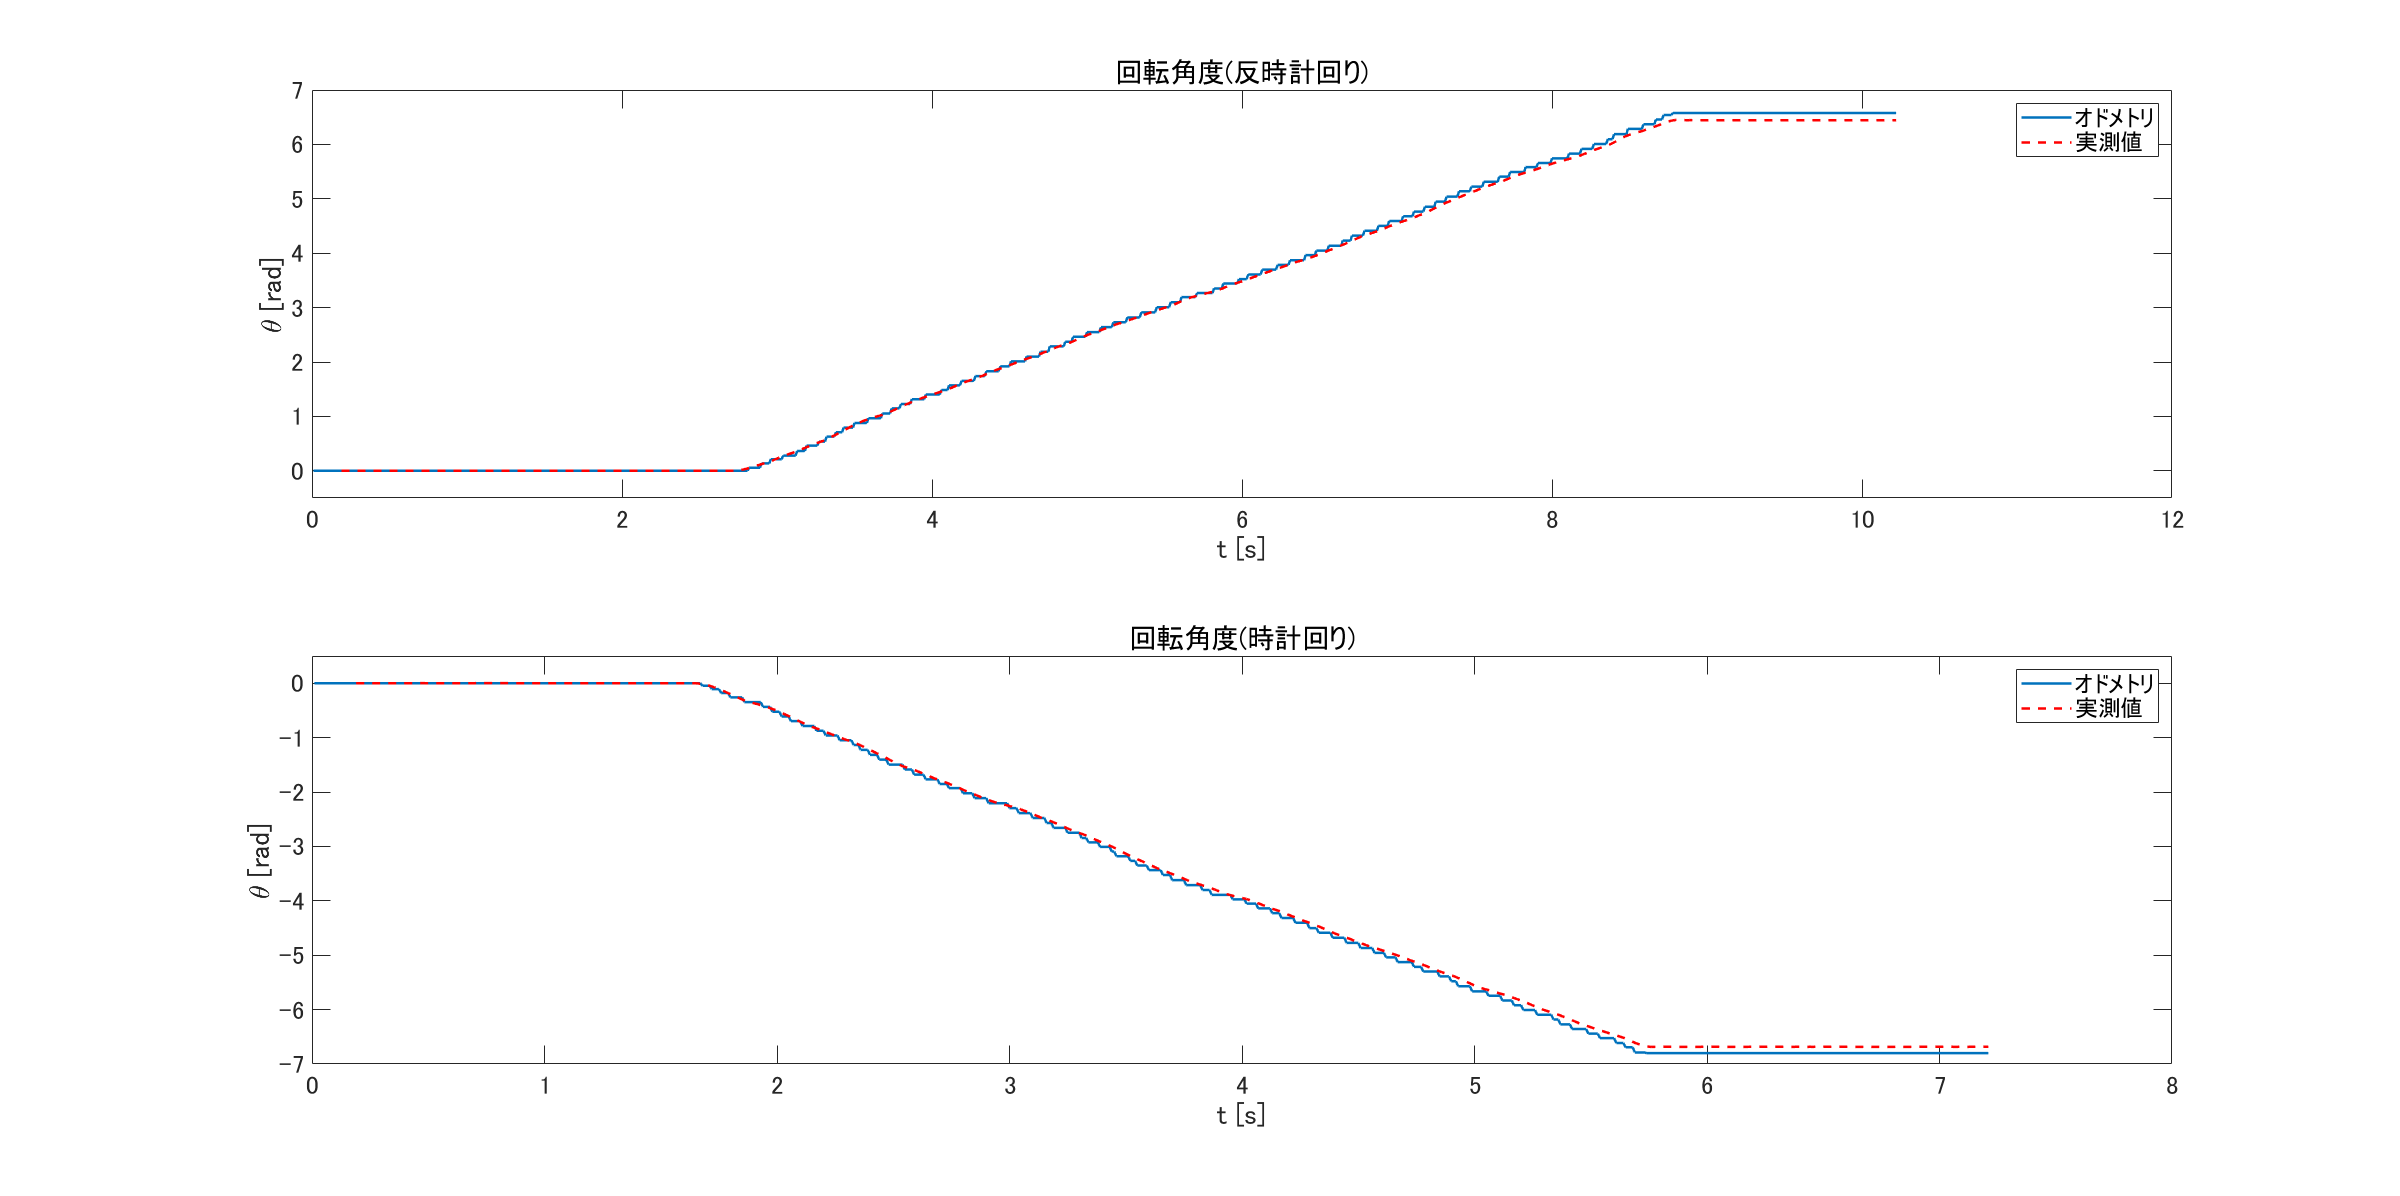 回転角度(反時計回り)
7
6
5
4
3
2
1
0
θ [rad]
オドメトリ
実測値
0 2 4 6 8 10 12
t [s]
回転角度(時計回り)
0
-1
-2
-3
-4
-5
-6
-7
θ [rad]
オドメトリ
実測値
0 1 2 3 4 5 6 7 8
t [s]